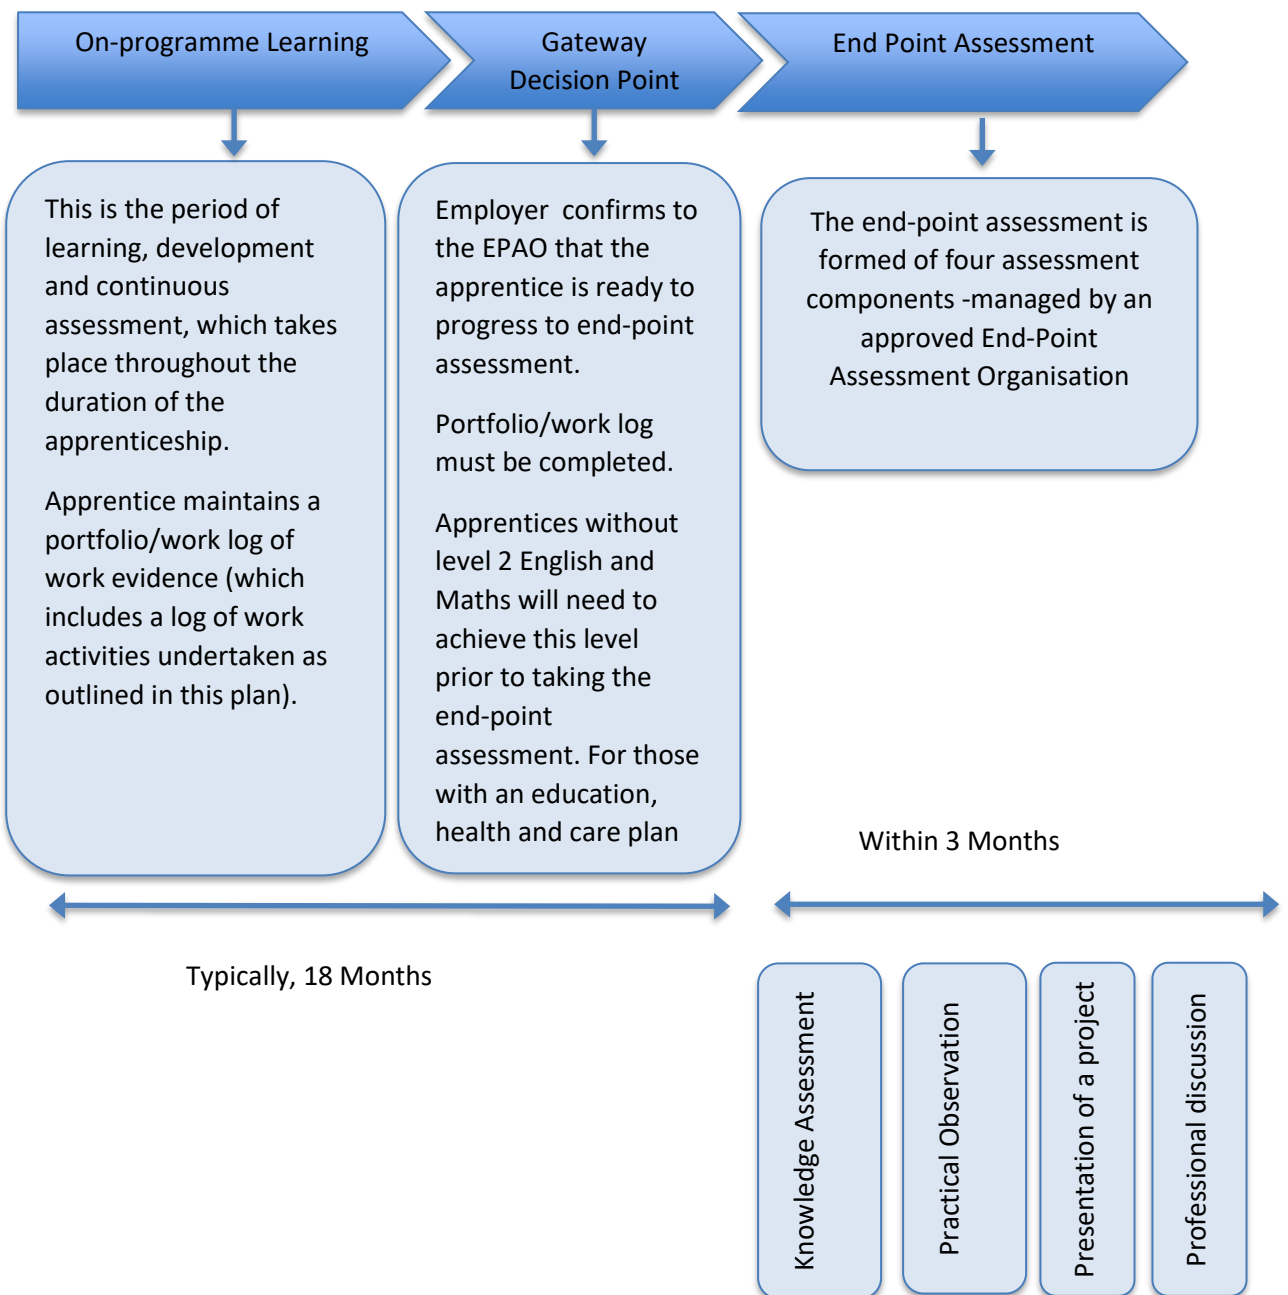 On-programme Learning
Gateway
Decision Point
End Point Assessment
This is the period of
learning, development
and continuous
assessment, which takes
place throughout the
duration of the
apprenticeship.
Apprentice maintains a
portfolio/work log of
work evidence (which
includes a log of work
activities undertaken as
outlined in this plan).
Employer  confirms to
the EPAO that the
apprentice is ready to
progress to end-point
assessment.
Portfolio/work log
must be completed.
Apprentices without
level 2 English and
Maths will need to
achieve this level
prior to taking the
end-point
assessment. For those
with an education,
health and care plan
The end-point assessment is
formed of four assessment
components -managed by an
approved End-Point
Assessment Organisation
Within 3 Months
Typically, 18 Months
Knowledge Assessment
Practical Observation
Presentation of a project
Professional discussion